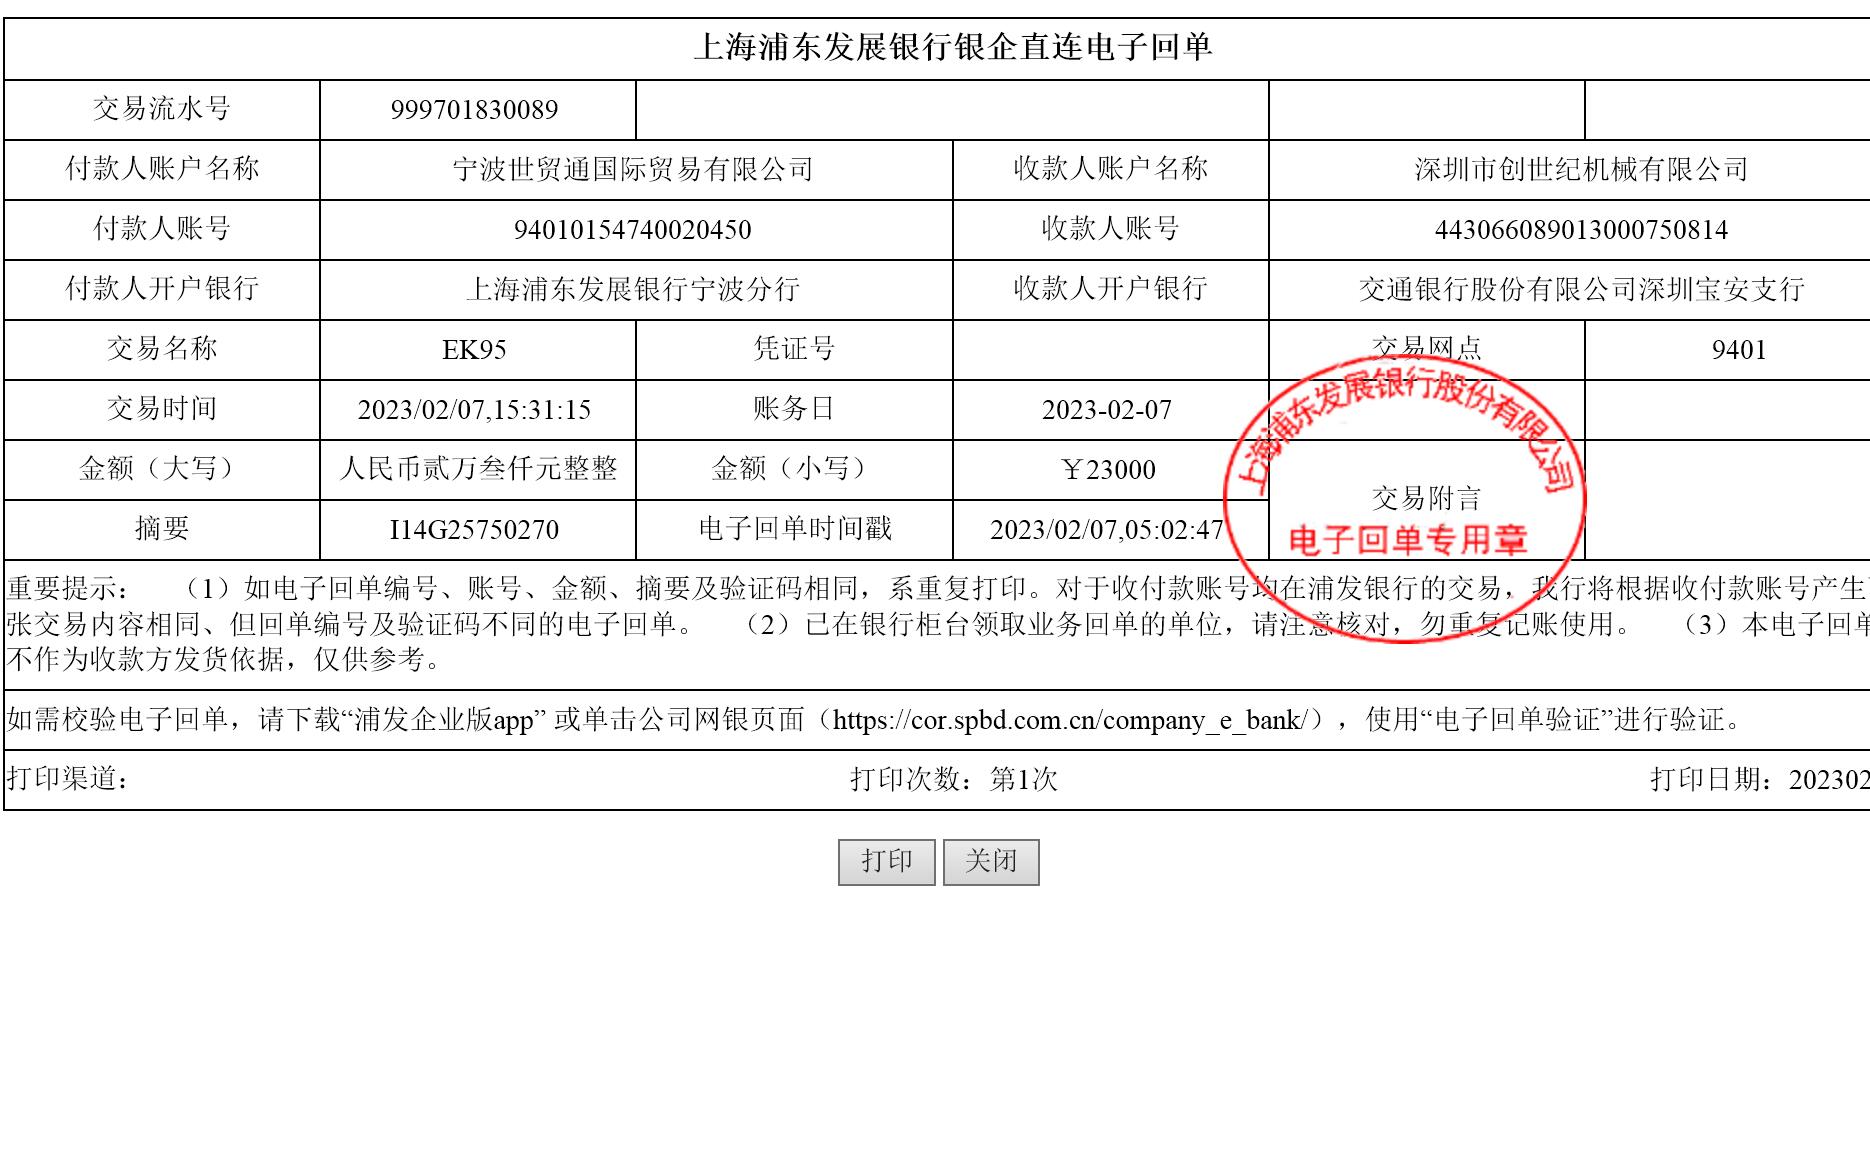 上海浦东发展银行银企直连电子回单
交易流水号 999701830089
付款人账户名称 宁波世贸通国际贸易有限公司 收款人账户名称 深圳市创世纪机械有限公司
付款人账号 94010154740020450 收款人账号 443066089013000750814
付款人开户银行 上海浦东发展银行宁波分行 收款人开户银行 交通银行股份有限公司深圳宝安支行
交易名称 EK95 凭证号 交易网点 9401
交易时间 2023/02/07,15:31:15 账务日 2023-02-07
上海浦东发展银行股份有限公司
金额（大写） 人民币贰万叁仟元整整 金额（小写） ￥23000
交易附言
摘要 I14G25750270 电子回单时间戳 2023/02/07,05:02:47
电子回单专用章
重要提示： （1）如电子回单编号、账号、金额、摘要及验证码相同，系重复打印。对于收付款账号均在浦发银行的交易，我行将根据收付款账号产生
张交易内容相同、但回单编号及验证码不同的电子回单。 （2）已在银行柜台领取业务回单的单位，请注意核对，勿重复记账使用。 （3）本电子回单
不作为收款方发货依据，仅供参考。
如需校验电子回单，请下载“浦发企业版app” 或单击公司网银页面（https://cor.spbd.com.cn/company_e_bank/），使用“电子回单验证”进行验证。
打印渠道： 打印次数：第1次 打印日期：202302
打印 关闭